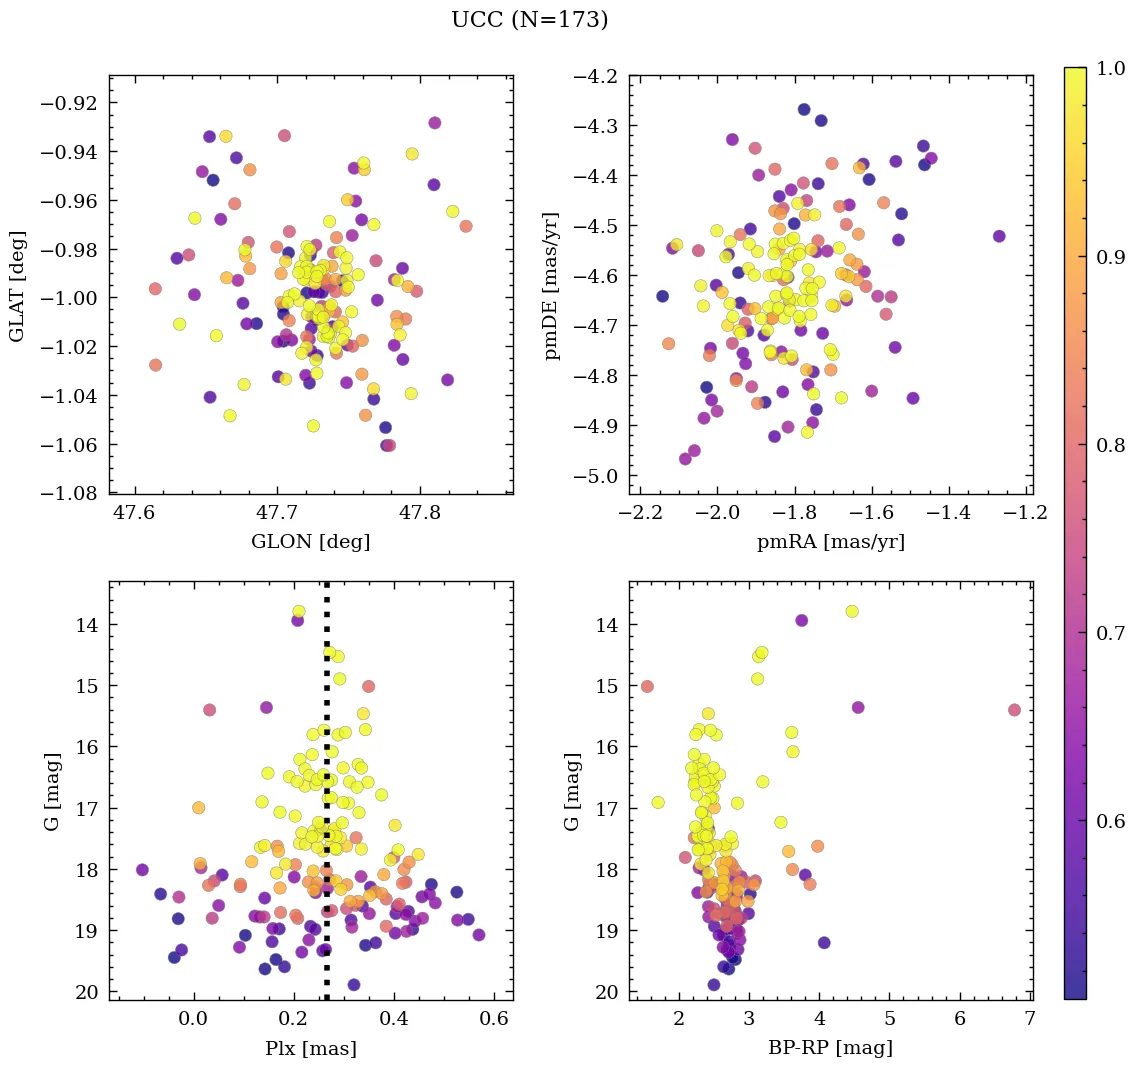 UCC (N=173)
−0.92
−0.94
−0.96
−0.98
−1.00
−1.02
−1.04
−1.06
−1.08
GLAT [deg]
47.6 47.7 47.8
GLON [deg]
−4.2
−4.3
−4.4
−4.5
−4.6
−4.7
−4.8
−4.9
−5.0
pmDE [mas/yr]
−2.2 −2.0 −1.8 −1.6 −1.4 −1.2
pmRA [mas/yr]
14
15
16
17
18
19
20
G [mag]
0.0 0.2 0.4 0.6
Plx [mas]
14
15
16
17
18
19
20
G [mag]
2 3 4 5 6 7
BP-RP [mag]
1.0
0.9
0.8
0.7
0.6